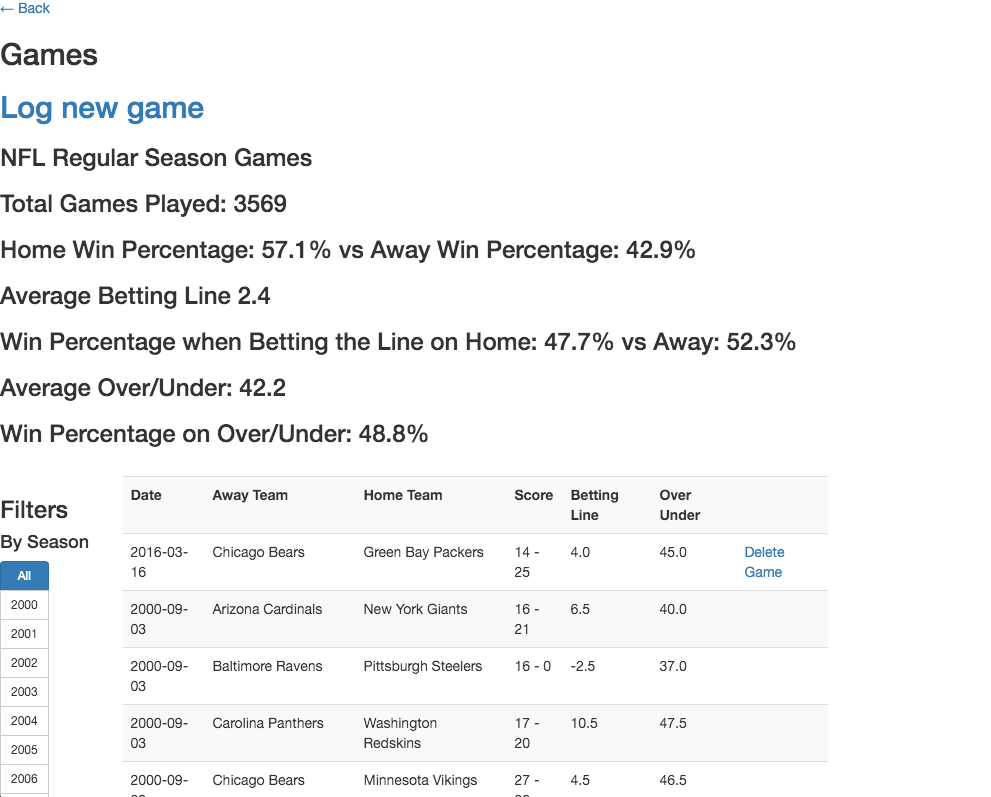 ← Back
Games
Log new game
NFL Regular Season Games
Total Games Played: 3569
Home Win Percentage: 57.1% vs Away Win Percentage: 42.9%
Average Betting Line 2.4
Win Percentage when Betting the Line on Home: 47.7% vs Away: 52.3%
Average Over/Under: 42.2
Win Percentage on Over/Under: 48.8%
Filters
By Season
All
2000
2001
2002
2003
2004
2005
2006
Date Away Team Home Team Score Betting Over
Line Under
2016-03- Chicago Bears Green Bay Packers 14 - 4.0 45.0 Delete
16 25 Game
2000-09- Arizona Cardinals New York Giants 16 - 6.5 40.0
03 21
2000-09- Baltimore Ravens Pittsburgh Steelers 16 - 0 -2.5 37.0
03
2000-09- Carolina Panthers Washington 17 - 10.5 47.5
03 Redskins 20
2000-09- Chicago Bears Minnesota Vikings 27 - 4.5 46.5